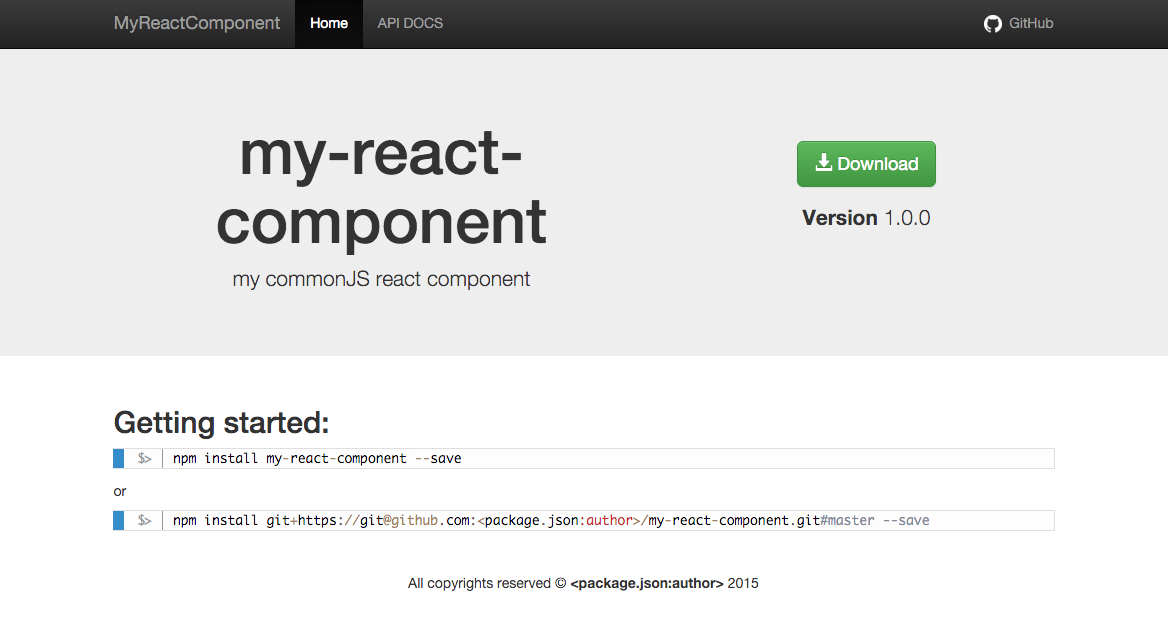 MyReactComponent Home API DOCS GitHub
my-react-
component
my commonJS react component
Download
Version 1.0.0
Getting started:
$> npm install my-react-component --save
or
$> npm install git+https://git@github.com:<package.json:author>/my-react-component.git#master --save
All copyrights reserved © <package.json:author> 2015